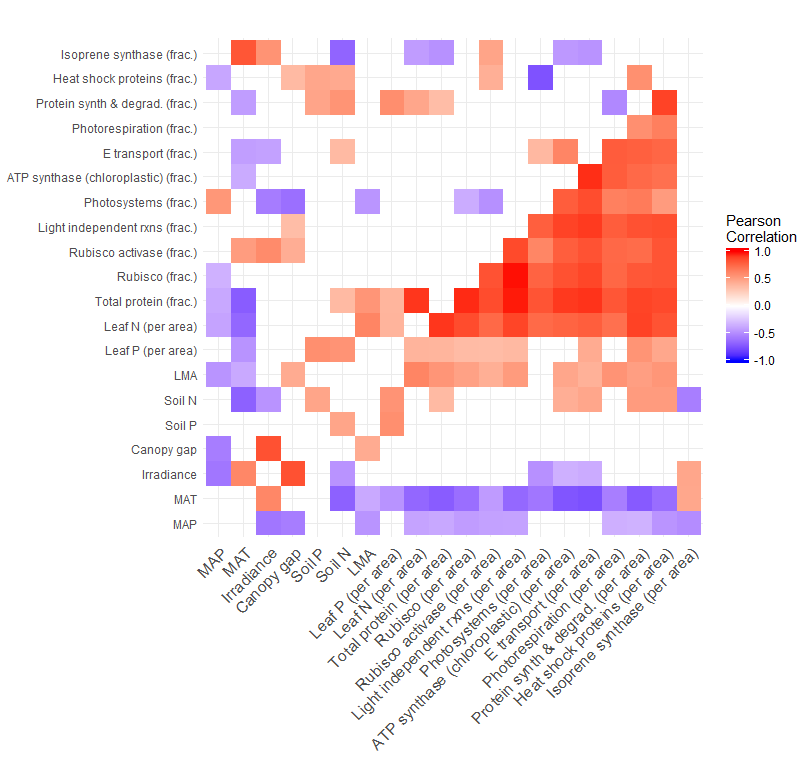 Isoprene synthase (frac.)
Heat shock proteins (frac.)
Protein synth & degrad. (frac.)
Photorespiration (frac.)
E transport (frac.)
ATP synthase (chloroplastic) (frac.)
Photosystems (frac.)
Light independent rxns (frac.)
Rubisco activase (frac.)
Rubisco (frac.)
Total protein (frac.)
Leaf N (per area)
Leaf P (per area)
LMA
Soil N
Soil P
Canopy gap
Irradiance
MAT
MAP
MAP
MAT
Irradiance
Canopy gap
Soil P
Soil N
LMA
Leaf P (per area)
Leaf N (per area)
Total protein (per area)
Rubisco (per area)
Rubisco activase (per area)
Light independent rxns (per area)
Photosystems (per area)
ATP synthase (chloroplastic) (per area)
E transport (per area)
Photorespiration (per area)
Protein synth & degrad. (per area)
Heat shock proteins (per area)
Isoprene synthase (per area)
Pearson
Correlation
1.0
0.5
0.0
-0.5
-1.0